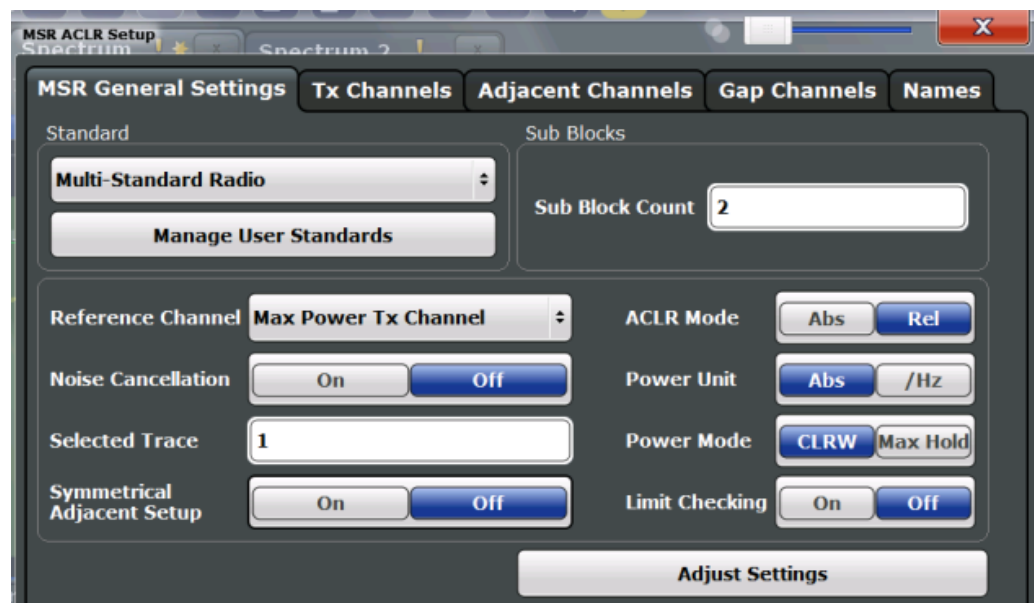 MSR ACLR Setup
Spectrum ! x Spectrum 2 ! x
X
MSR General Settings Tx Channels Adjacent Channels Gap Channels Names
Standard Sub Blocks
Multi-Standard Radio
Sub Block Count 2
Manage User Standards
Reference Channel Max Power Tx Channel ACLR Mode Abs Rel
Noise Cancellation On Off Power Unit Abs /Hz
Selected Trace 1 Power Mode CLRW Max Hold
Symmetrical
Adjacent Setup On Off Limit Checking On Off
Adjust Settings